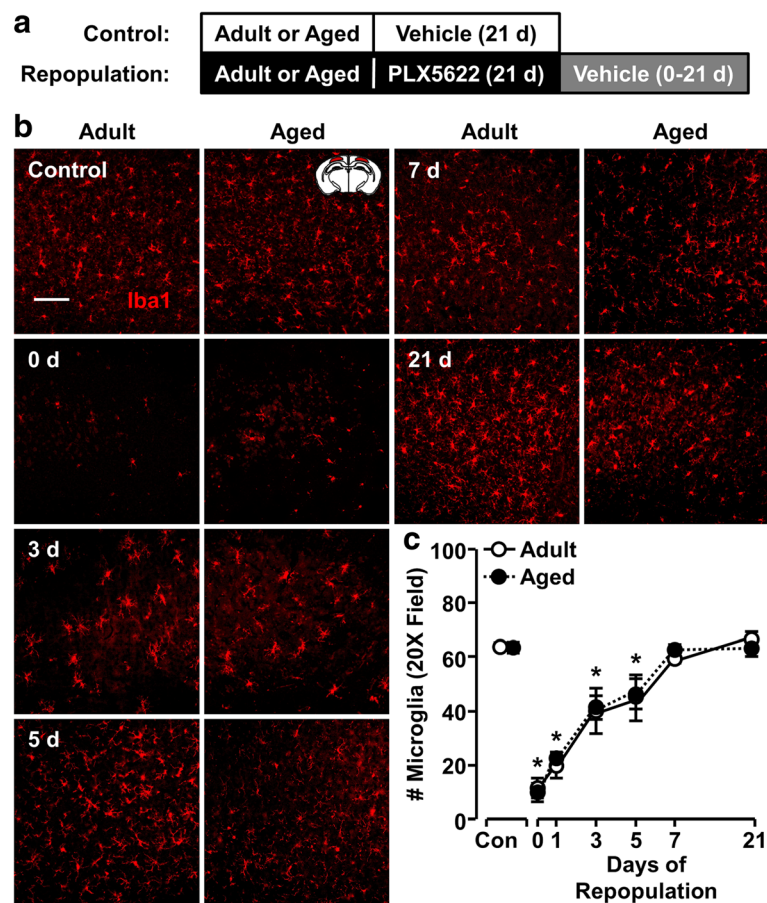 a
Control: Adult or Aged Vehicle (21 d)
Repopulation: Adult or Aged PLX5622 (21 d) Vehicle (0-21 d)
b Adult Aged Adult Aged
Control 7 d
Iba1
0 d 21 d
3 d
5 d
c
Adult
Aged
# Microglia (20X Field)
100
80
60
40
20
0
* * * *
Con 0 1 3 5 7 21
Days of
Repopulation